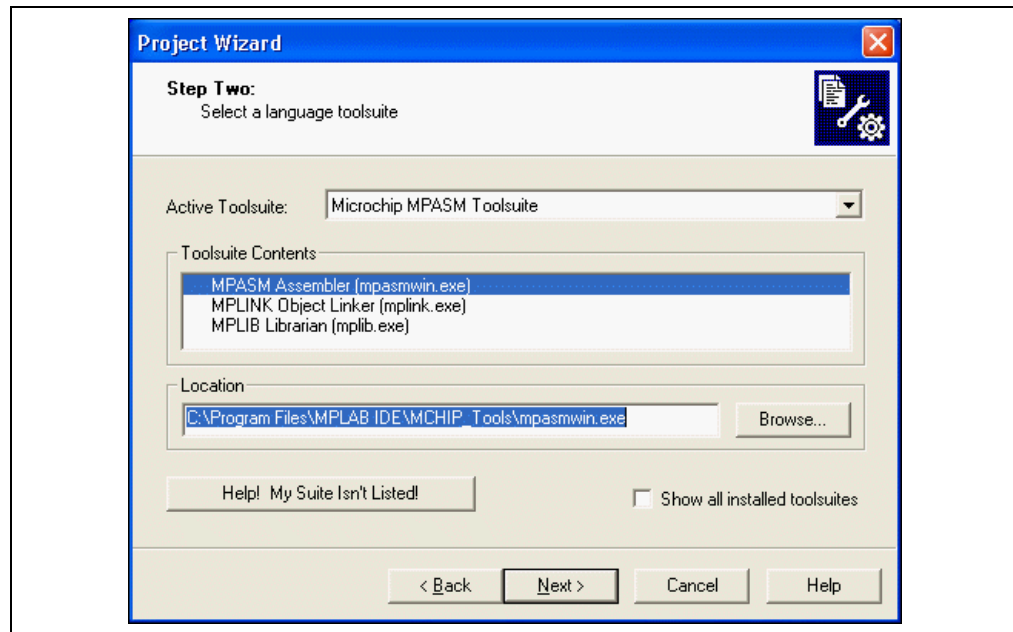 Project Wizard
Step Two:
Select a language toolsuite
Active Toolsuite: Microchip MPASM Toolsuite
Toolsuite Contents
MPASM Assembler (mpasmwin.exe)
MPLINK Object Linker (mplink.exe)
MPLIB Librarian (mplib.exe)
Location
C:\Program Files\MPLAB IDE\MCHIP_Tools\mpasmwin.exe Browse...
Help! My Suite Isn't Listed! Show all installed toolsuites
< Back Next > Cancel Help